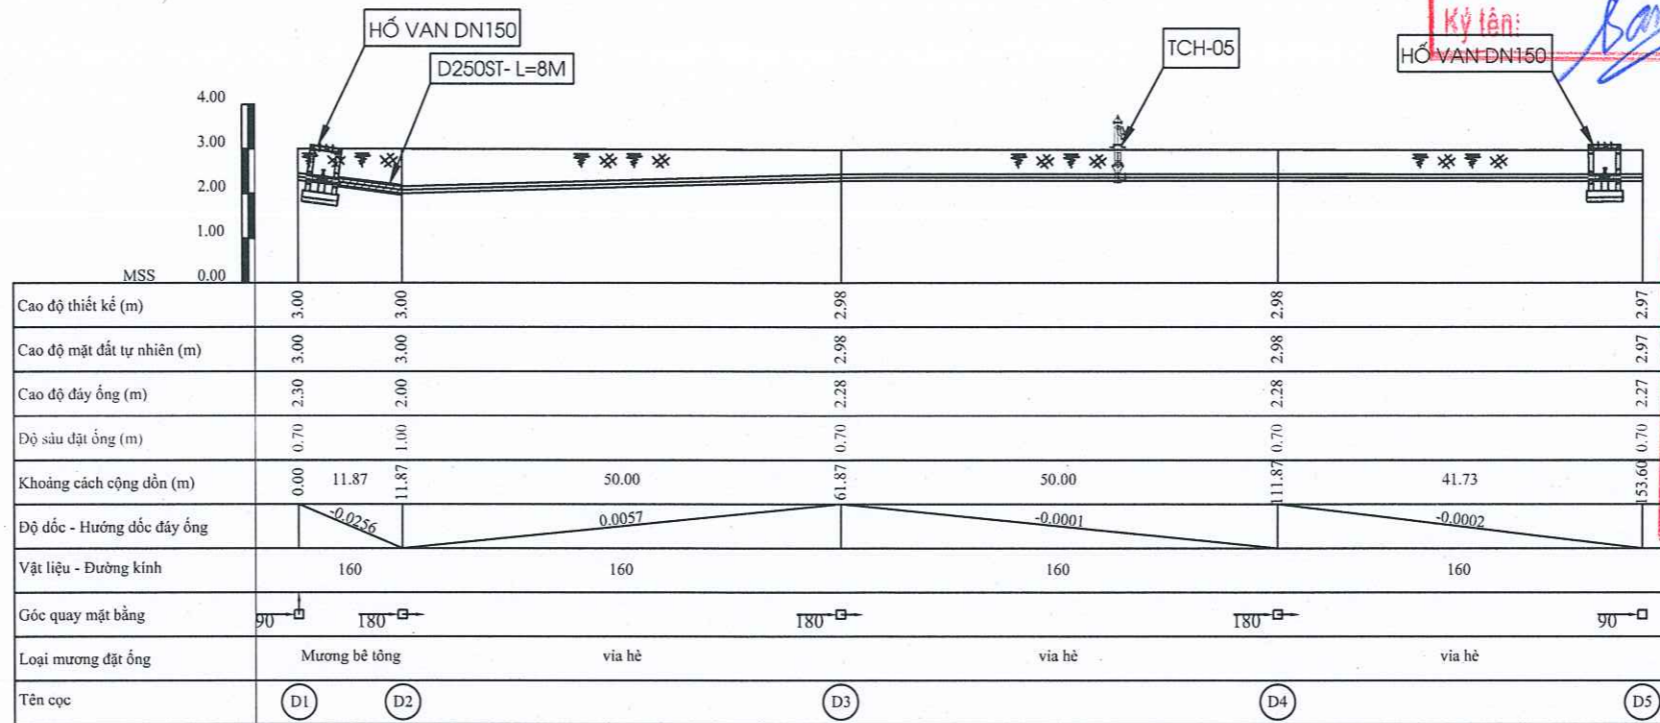 Ký tên:
HỐ VAN DN150
D250ST- L=8M
TCH-05
HỐ VAN DN150
4.00
3.00
2.00
1.00
MSS 0.00
Cao độ thiết kế (m) 3.00 3.00 2.98 2.98 2.97
Cao độ mặt đất tự nhiên (m) 3.00 3.00 2.98 2.98 2.97
Cao độ đáy ống (m) 2.30 2.00 2.28 2.28 2.27
Độ sâu đặt ống (m) 0.70 1.00 0.70 0.70 0.70
Khoảng cách cộng dồn (m) 0.00 11.87 11.87 50.00 61.87 50.00 111.87 41.73 153.60
Độ dốc - Hướng dốc đáy ống -0.0256 0.0057 -0.0001 -0.0002
Vật liệu - Đường kính 160 160 160 160
Góc quay mặt bằng 90 180 180 180 90
Loại mương đặt ống Mương bê tông vỉa hè vỉa hè vỉa hè
Tên cọc D1 D2 D3 D4 D5